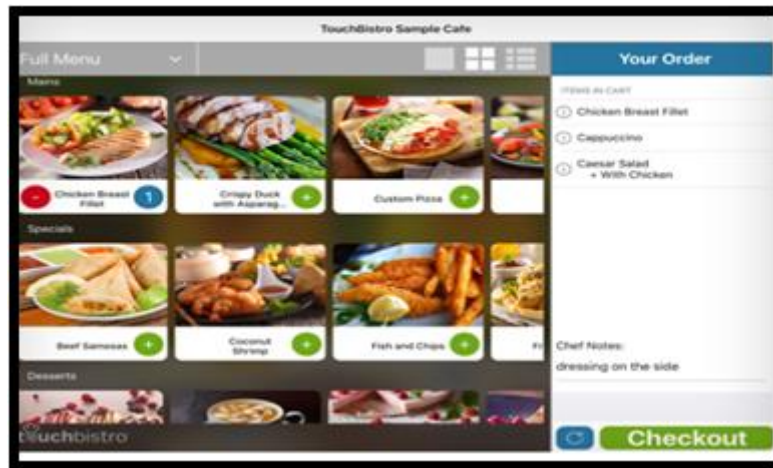 TouchBistro Sample Cafe
Full Menu
Your Order
Mains
ITEMS IN CART
Chicken Breast Fillet
Cappuccino
Caesar Salad
+ With Chicken
- Chicken Breast
Fillet 1
Crispy Duck
with Asparag... +
Custom Pizza +
Specials
Beef Samosas +
Coconut
Shrimp +
Fish and Chips +
Fi
Chef Notes:
dressing on the side
Desserts
touchbistro
Checkout